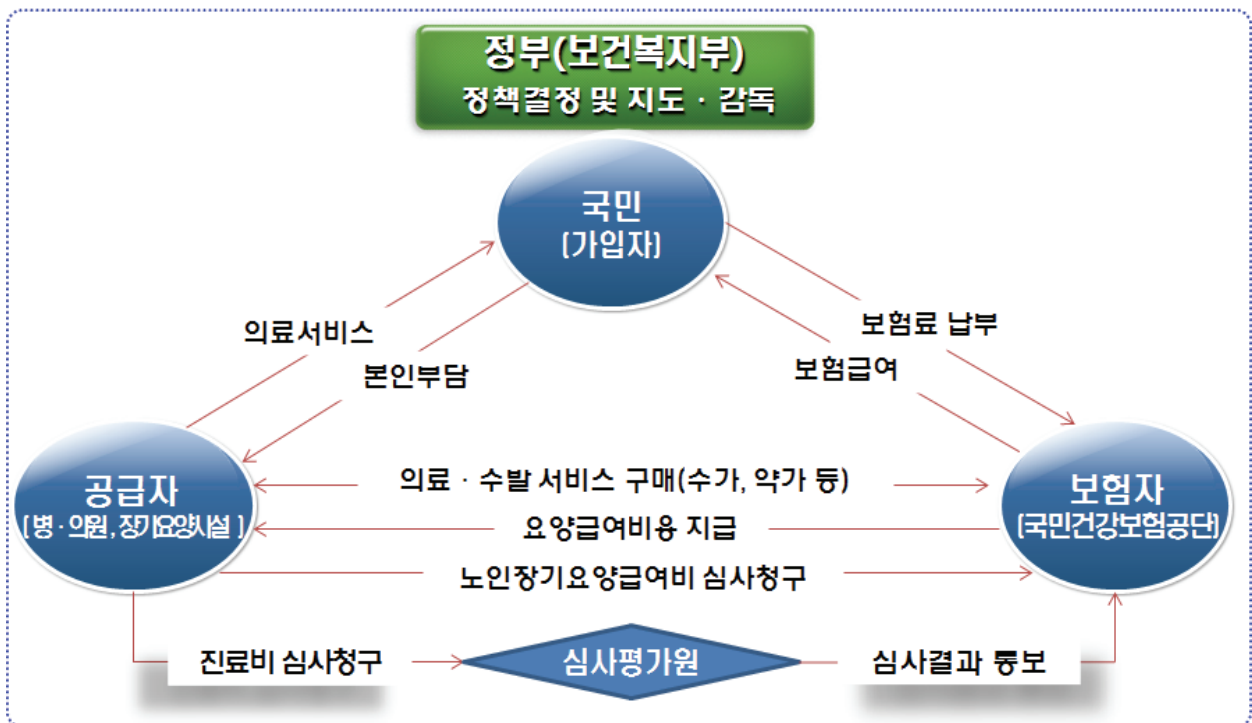 정부(보건복지부)
정책결정 및 지도 · 감독
국민
(가입자)
의료서비스
본인부담
보험료 납부
보험급여
공급자
( 병 · 의원 , 장기요양시설 )
의료 · 수발 서비스 구매(수가, 약가 등)
요양급여비용 지급
노인장기요양급여비 심사청구
보험자
(국민건강보험공단)
진료비 심사청구
심사평가원
심사결과 통보